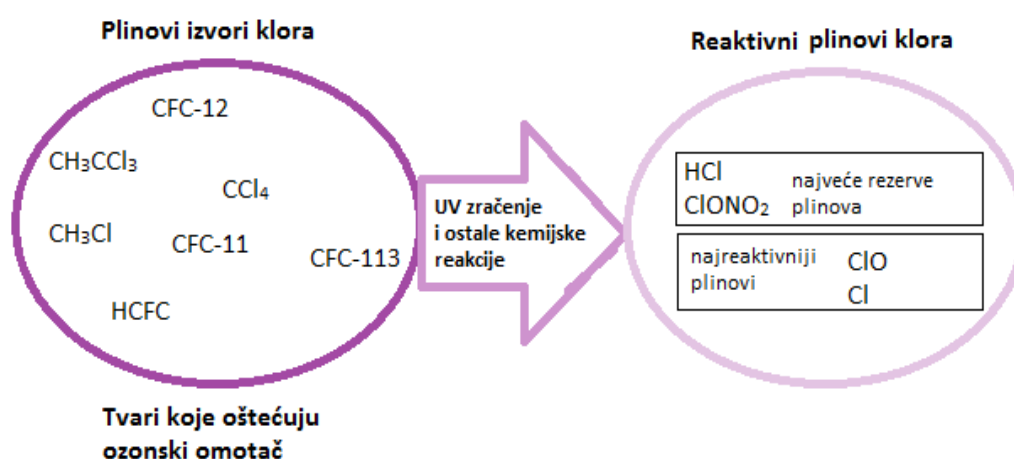 Plinovi izvori klora
CFC-12
CH₃CCl₃
CCl₄
CH₃Cl
CFC-11
CFC-113
HCFC
Tvari koje oštećuju
ozonski omotač
UV zračenje
i ostale kemijske
reakcije
Reaktivni plinovi klora
HCl
ClONO₂
najveće rezerve
plinova
najreaktivniji
plinovi
ClO
Cl